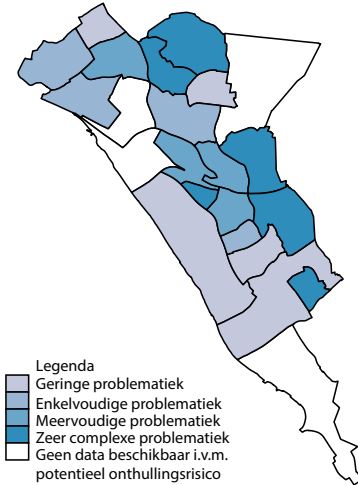 Legenda
Geringe problematiek
Enkelvoudige problematiek
Meervoudige problematiek
Zeer complexe problematiek
Geen data beschikbaar i.v.m.
potentieel onthullingsrisico